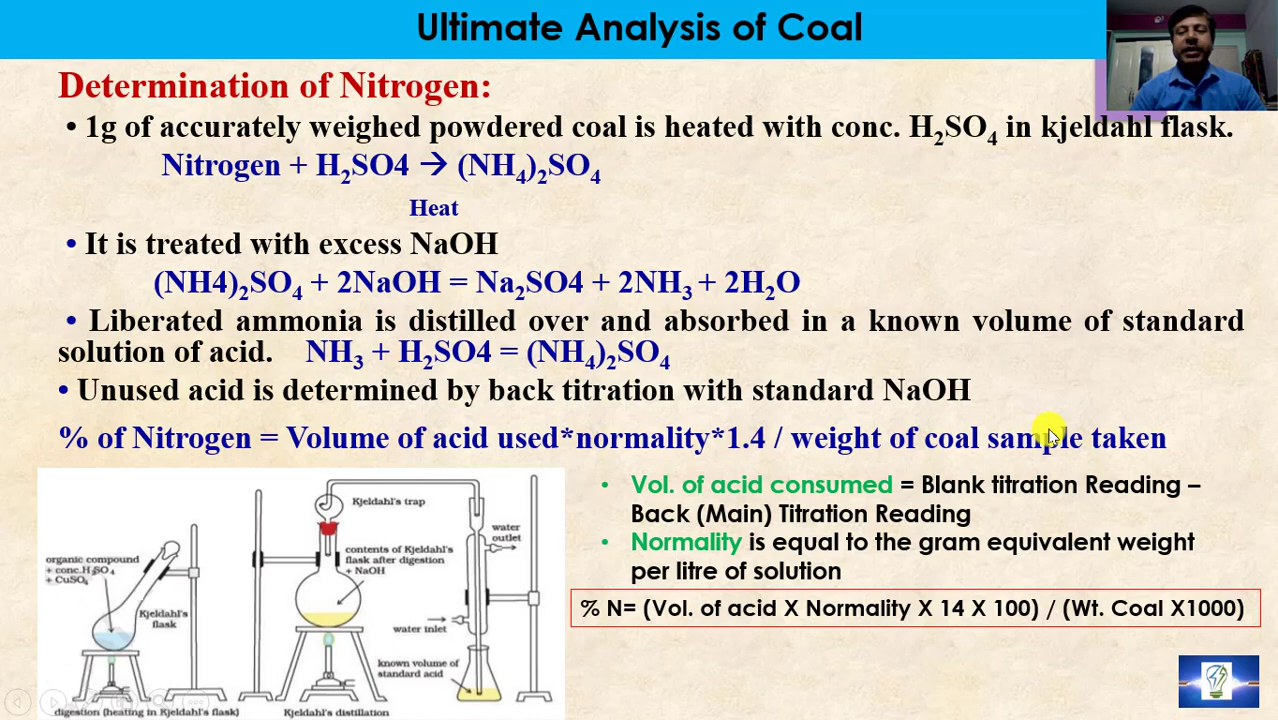 Ultimate Analysis of Coal
Determination of Nitrogen:
• 1g of accurately weighed powdered coal is heated with conc. H₂SO₄ in kjeldahl flask.
Nitrogen + H₂SO4 → (NH₄)₂SO₄
Heat
• It is treated with excess NaOH
(NH4)₂SO₄ + 2NaOH = Na₂SO4 + 2NH₃ + 2H₂O
• Liberated ammonia is distilled over and absorbed in a known volume of standard
solution of acid. NH₃ + H₂SO4 = (NH₄)₂SO₄
• Unused acid is determined by back titration with standard NaOH
% of Nitrogen = Volume of acid used*normality*1.4 / weight of coal sample taken
• Vol. of acid consumed = Blank titration Reading –
Back (Main) Titration Reading
• Normality is equal to the gram equivalent weight
per litre of solution
% N= (Vol. of acid X Normality X 14 X 100) / (Wt. Coal X1000)
organic compound
+ conc.H₂SO₄
+ CuSO₄
Kjeldahl's
flask
digestion (heating in Kjeldahl's flask)
Kjeldahl's trap
contents of Kjeldahl's
flask after digestion
+ NaOH
water
outlet
water inlet
known volume of
standard acid
Kjeldahl's distillation